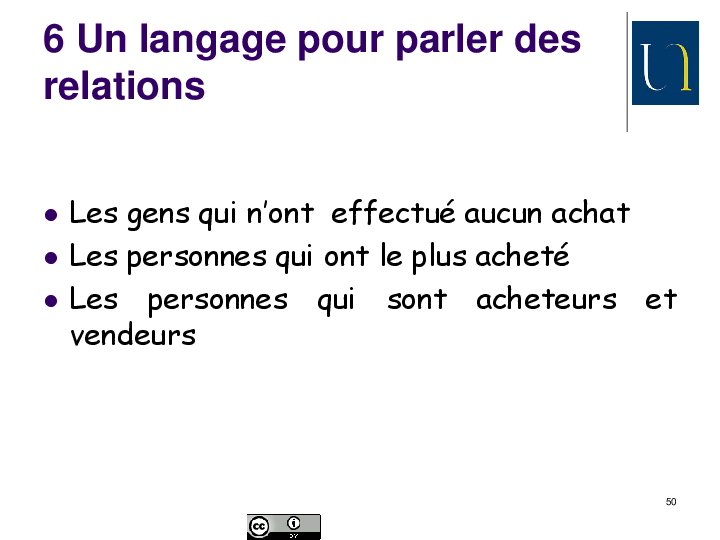 6 Un langage pour parler des
relations
Les gens qui n’ont effectué aucun achat
Les personnes qui ont le plus acheté
Les personnes qui sont acheteurs et
vendeurs
50
cc
BY